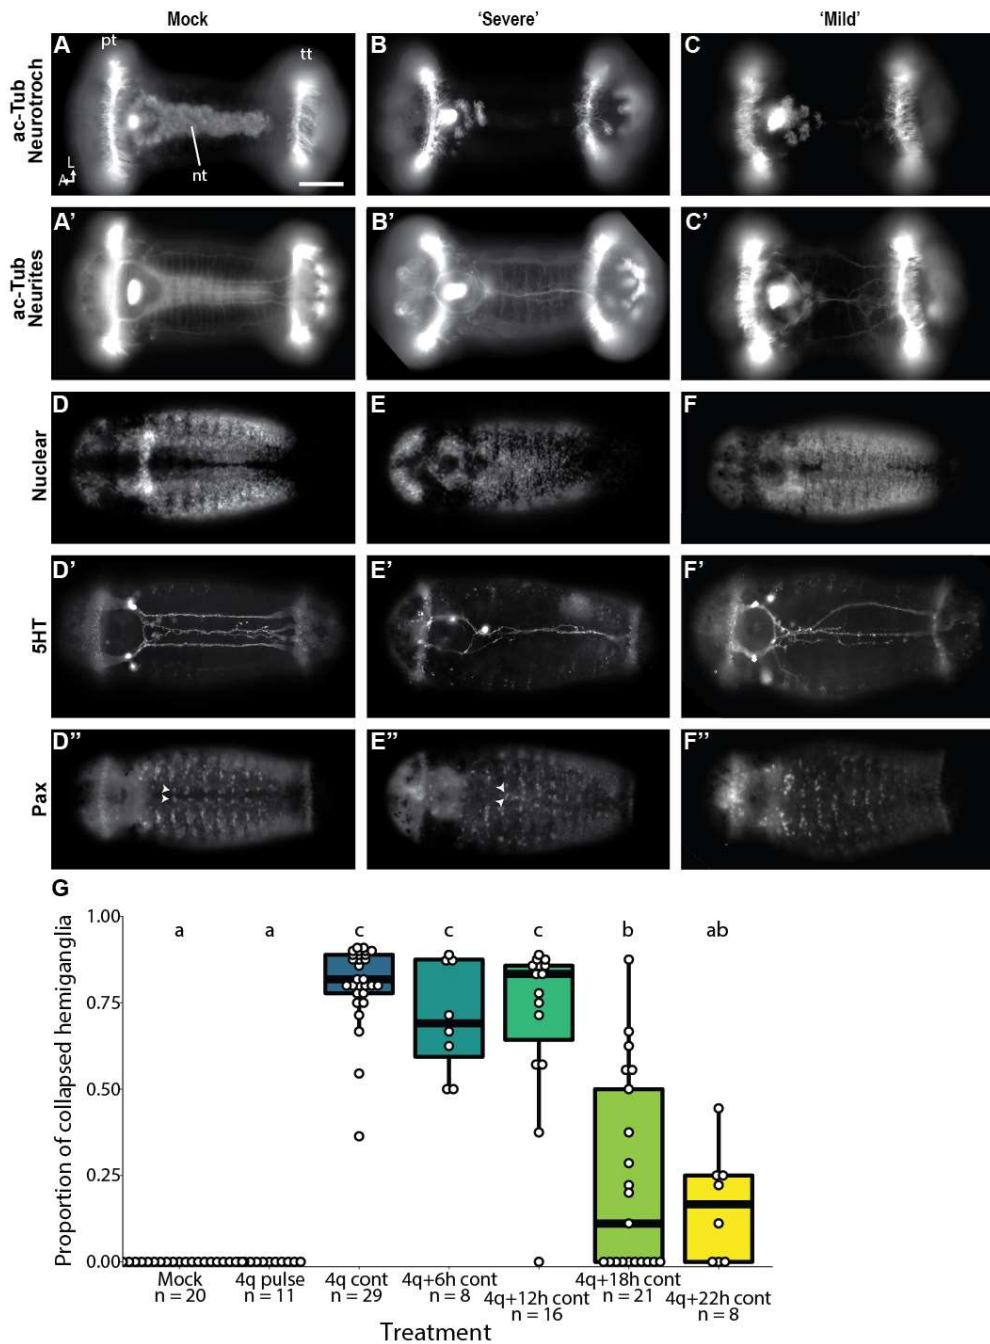 Mock
'Severe'
'Mild'
ac-Tub
Neurotroch
A
pt
tt
nt
L
A
B
C
ac-Tub
Neurites
A'
B'
C'
Nuclear
D
E
F
5HT
D'
E'
F'
Pax
D"
E"
F"
G
Proportion of collapsed hemiganglia
1.00
0.75
0.50
0.25
0.00
a
a
c
c
c
b
ab
Mock
n = 20
4q pulse
n = 11
4q cont
n = 29
4q+6h cont
n = 8
4q+12h cont
n = 16
4q+18h cont
n = 21
4q+22h cont
n = 8
Treatment